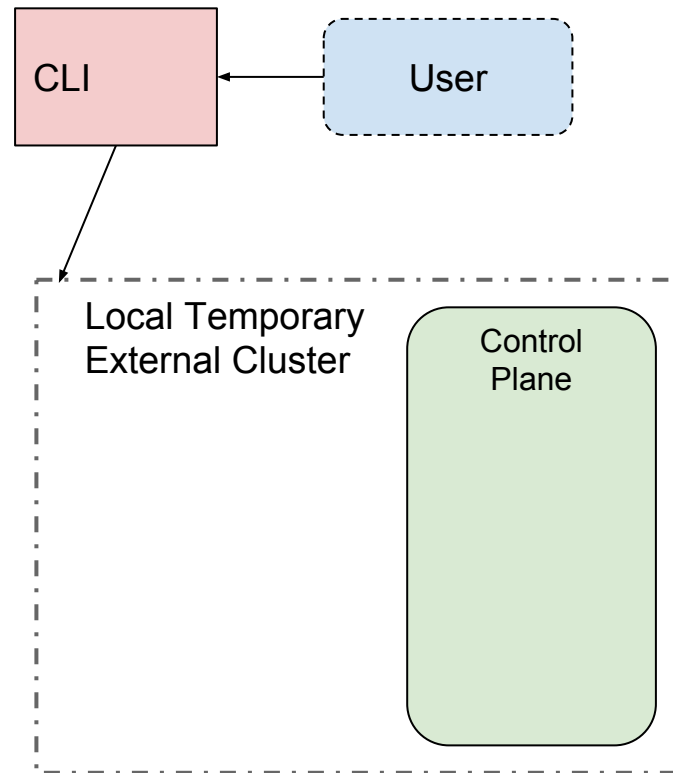 CLI
User
Local Temporary
External Cluster
Control
Plane